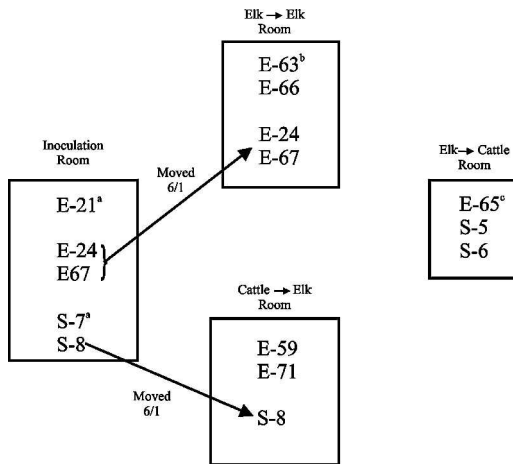 Elk → Elk
Room
E-63ᵇ
E-66
E-24
E-67
Inoculation
Room
E-21ᵃ
E-24
E67
S-7ᵃ
S-8
Moved
6/1
Moved
6/1
Cattle → Elk
Room
E-59
E-71
S-8
Elk → Cattle
Room
E-65ᶜ
S-5
S-6